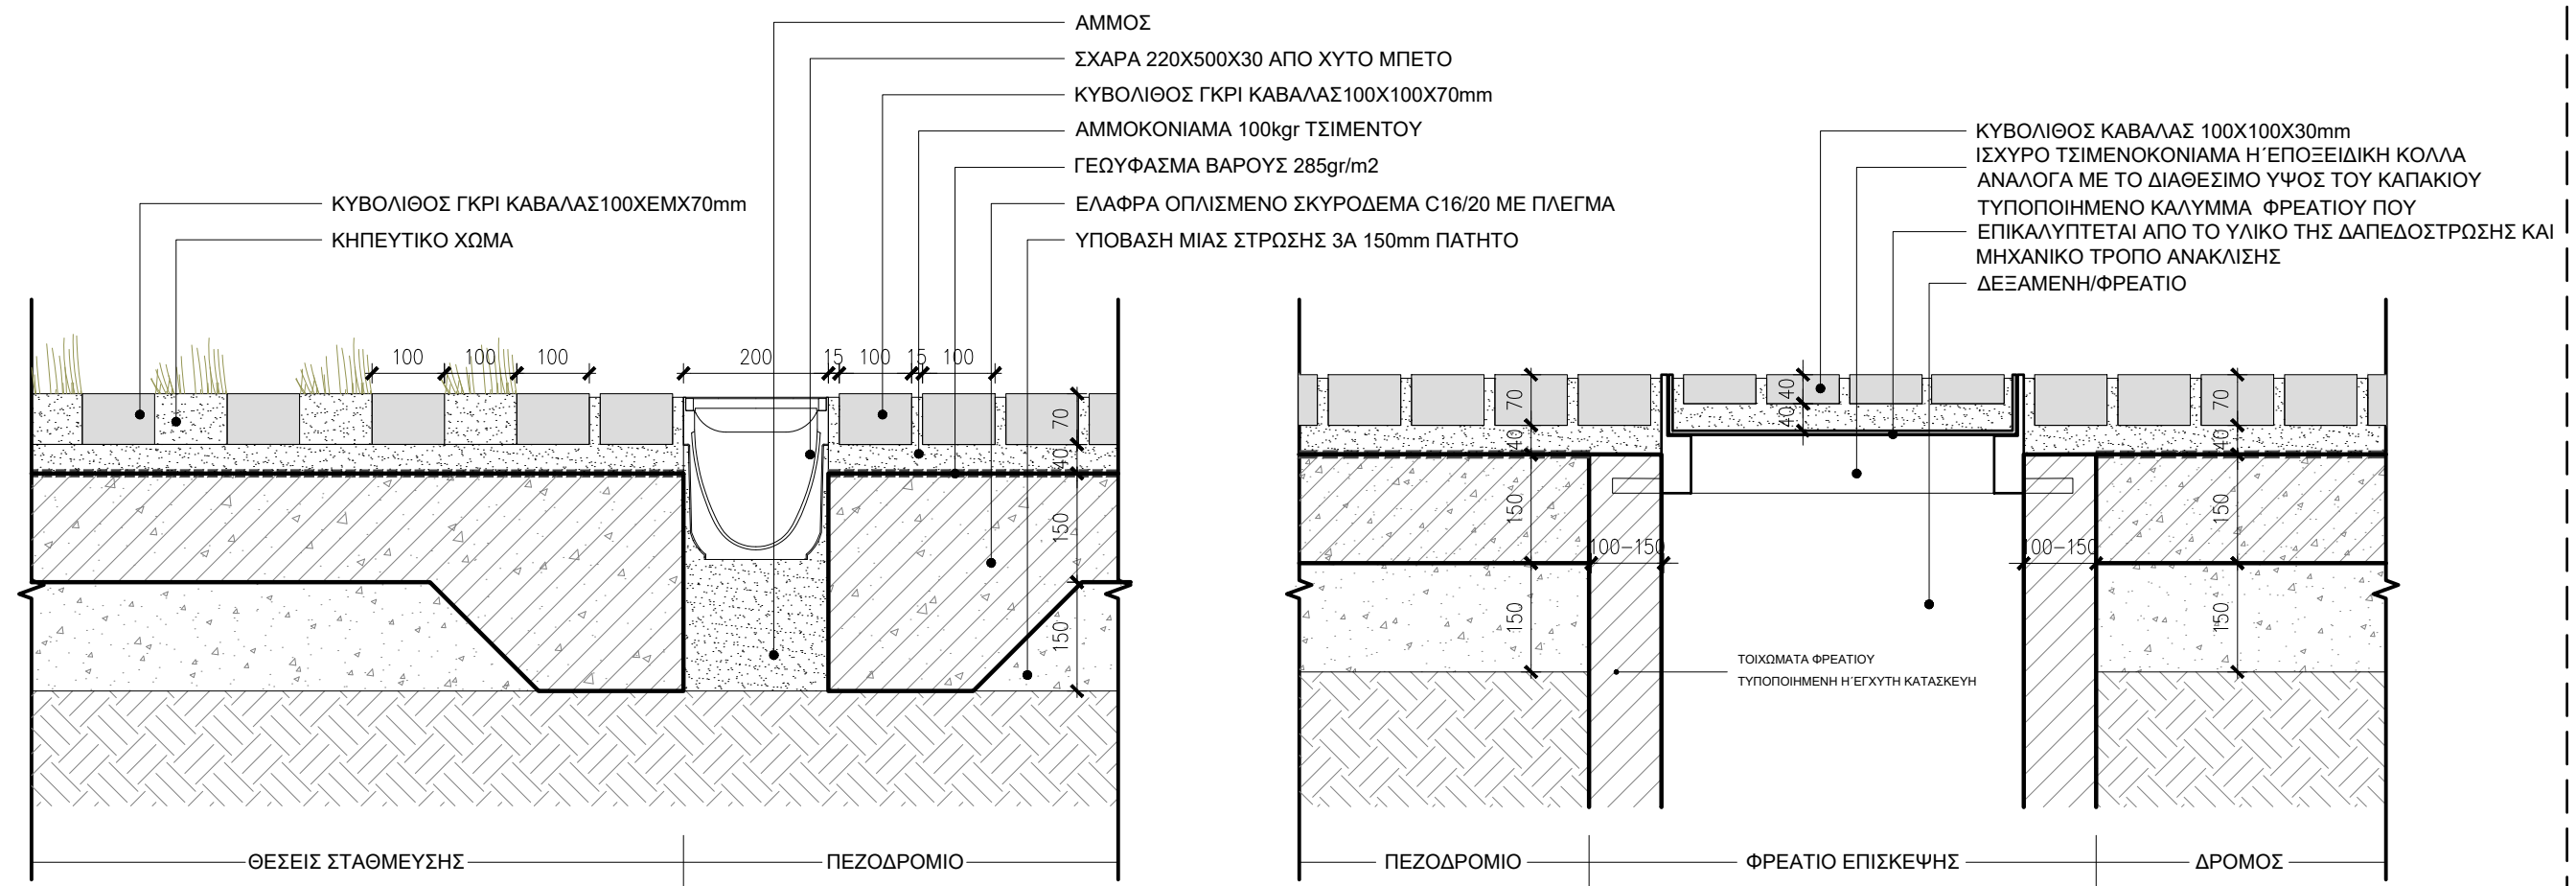 ΑΜΜΟΣ
ΣΧΑΡΑ 220Χ500Χ30 ΑΠΟ ΧΥΤΟ ΜΠΕΤΟ
ΚΥΒΟΛΙΘΟΣ ΓΚΡΙ ΚΑΒΑΛΑΣ100Χ100Χ70mm
ΑΜΜΟΚΟΝΙΑΜΑ 100kgr ΤΣΙΜΕΝΤΟΥ
ΓΕΩΥΦΑΣΜΑ ΒΑΡΟΥΣ 285gr/m2
ΕΛΑΦΡΑ ΟΠΛΙΣΜΕΝΟ ΣΚΥΡΟΔΕΜΑ C16/20 ΜΕ ΠΛΕΓΜΑ
ΥΠΟΒΑΣΗ ΜΙΑΣ ΣΤΡΩΣΗΣ 3Α 150mm ΠΑΤΗΤΟ
ΚΥΒΟΛΙΘΟΣ ΓΚΡΙ ΚΑΒΑΛΑΣ100ΧΕΜΧ70mm
ΚΗΠΕΥΤΙΚΟ ΧΩΜΑ
100 100 100 200 15 100 15 100
70
40
150
150
ΘΕΣΕΙΣ ΣΤΑΘΜΕΥΣΗΣ
ΠΕΖΟΔΡΟΜΙΟ
ΚΥΒΟΛΙΘΟΣ ΚΑΒΑΛΑΣ 100Χ100Χ30mm
ΙΣΧΥΡΟ ΤΣΙΜΕΝΟΚΟΝΙΑΜΑ Η΄ΕΠΟΞΕΙΔΙΚΗ ΚΟΛΛΑ
ΑΝΑΛΟΓΑ ΜΕ ΤΟ ΔΙΑΘΕΣΙΜΟ ΥΨΟΣ ΤΟΥ ΚΑΠΑΚΙΟΥ
ΤΥΠΟΠΟΙΗΜΕΝΟ ΚΑΛΥΜΜΑ ΦΡΕΑΤΙΟΥ ΠΟΥ
ΕΠΙΚΑΛΥΠΤΕΤΑΙ ΑΠΟ ΤΟ ΥΛΙΚΟ ΤΗΣ ΔΑΠΕΔΟΣΤΡΩΣΗΣ ΚΑΙ
ΜΗΧΑΝΙΚΟ ΤΡΟΠΟ ΑΝΑΚΛΙΣΗΣ
ΔΕΞΑΜΕΝΗ/ΦΡΕΑΤΙΟ
70
40
150
150
40
40
70
40
150
150
100-150
100-150
ΤΟΙΧΩΜΑΤΑ ΦΡΕΑΤΙΟΥ
ΤΥΠΟΠΟΙΗΜΕΝΗ Η΄ΕΓΧΥΤΗ ΚΑΤΑΣΚΕΥΗ
ΠΕΖΟΔΡΟΜΙΟ
ΦΡΕΑΤΙΟ ΕΠΙΣΚΕΨΗΣ
ΔΡΟΜΟΣ